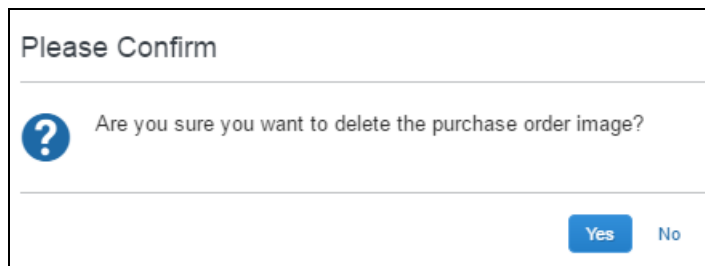 Please Confirm
Are you sure you want to delete the purchase order image?
Yes No